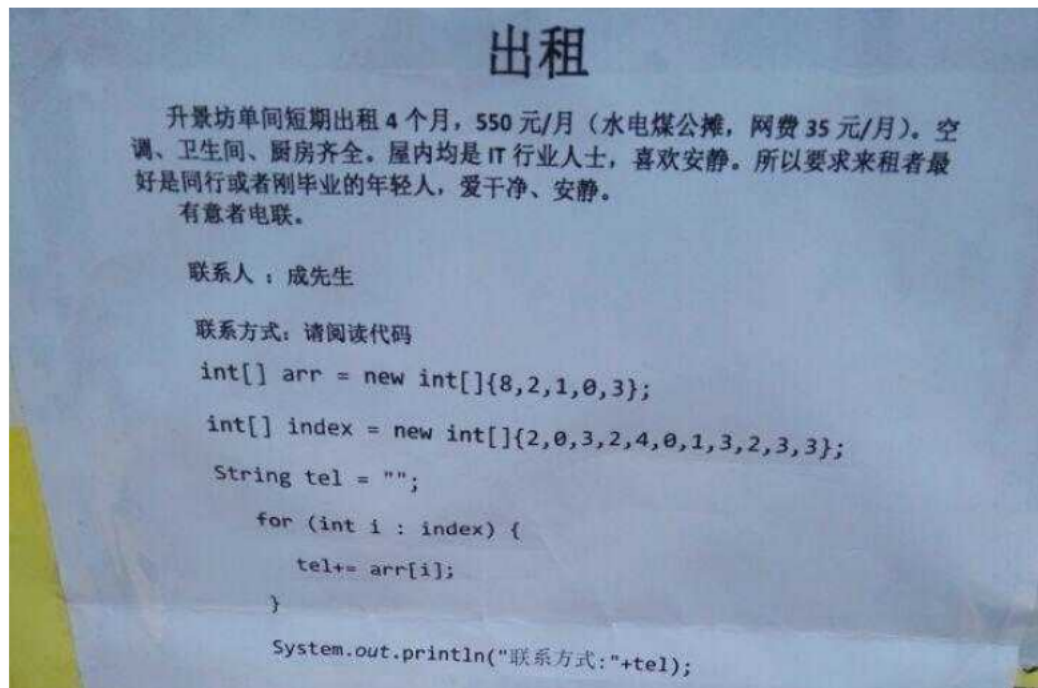 出租
升景坊单间短期出租 4 个月，550 元/月（水电煤公摊，网费 35 元/月）。空
调、卫生间、厨房齐全。屋内均是 IT 行业人士，喜欢安静。所以要求来租者最
好是同行或者刚毕业的年轻人，爱干净、安静。
有意者电联。
联系人 ：成先生
联系方式：请阅读代码
int[] arr = new int[]{8,2,1,0,3};
int[] index = new int[]{2,0,3,2,4,0,1,3,2,3,3};
String tel = "";
for (int i : index) {
tel+= arr[i];
}
System.out.println("联系方式:"+tel);